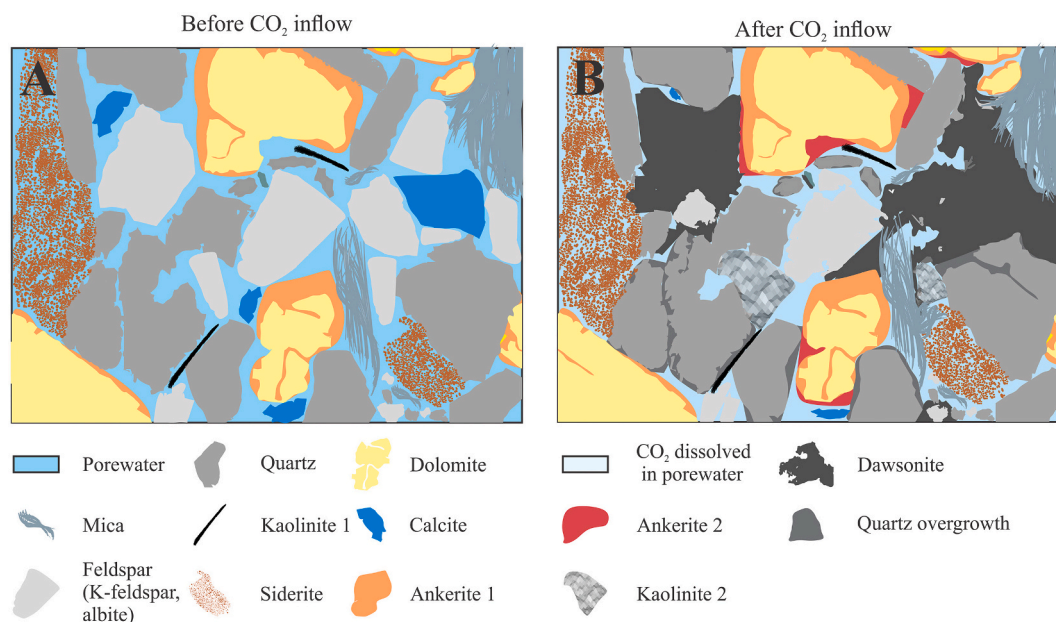 Before CO₂ inflow
After CO₂ inflow
A
B
Porewater
Quartz
Dolomite
Mica
Kaolinite 1
Calcite
Feldspar
(K-feldspar,
albite)
Siderite
Ankerite 1
CO₂ dissolved
in porewater
Dawsonite
Ankerite 2
Quartz overgrowth
Kaolinite 2